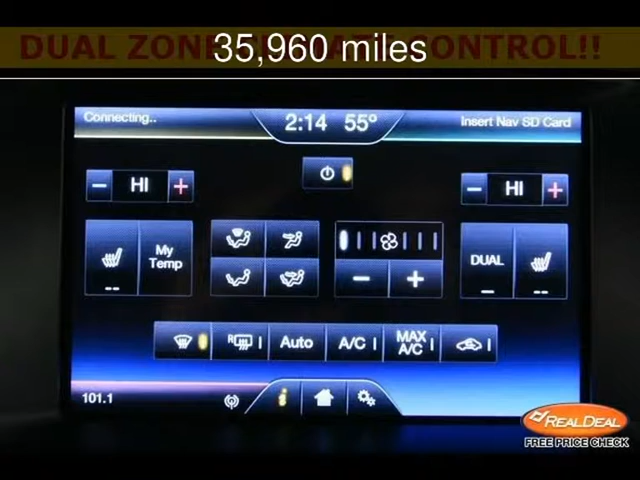 DUAL ZONE CLIMATE CONTROL!!
35,960 miles
Connecting..
2:14 55°
Insert Nav SD Card
HI
HI
My
Temp
DUAL
R
Auto
A/C
MAX
A/C
101.1
i
REALDEAL
FREE PRICE CHECK